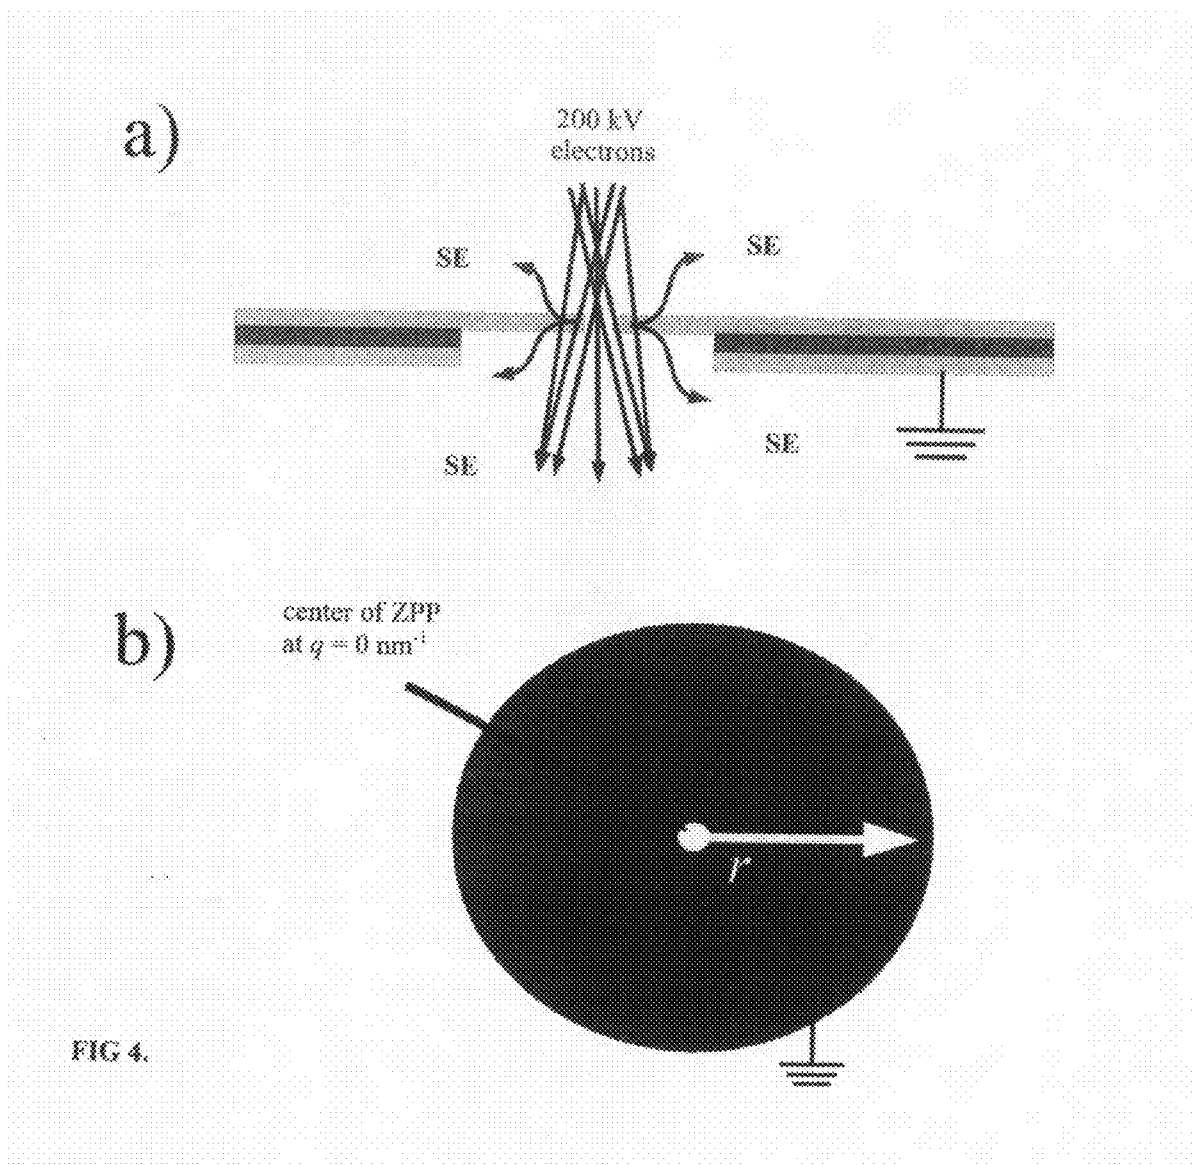 a)
200 kV
electrons
SE
SE
SE
SE
b)
center of ZPP
at q = 0 nm⁻¹
r
FIG 4.